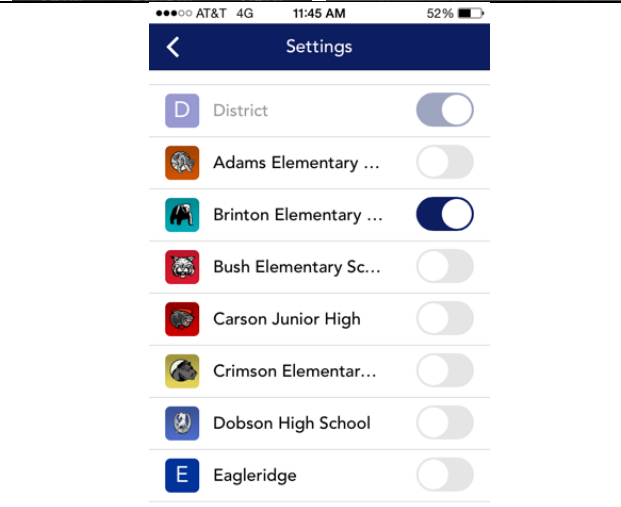 AT&T 4G 11:45 AM 52%
Settings
D District
Adams Elementary ...
Brinton Elementary ...
Bush Elementary Sc...
Carson Junior High
Crimson Elementar...
Dobson High School
E Eagleridge